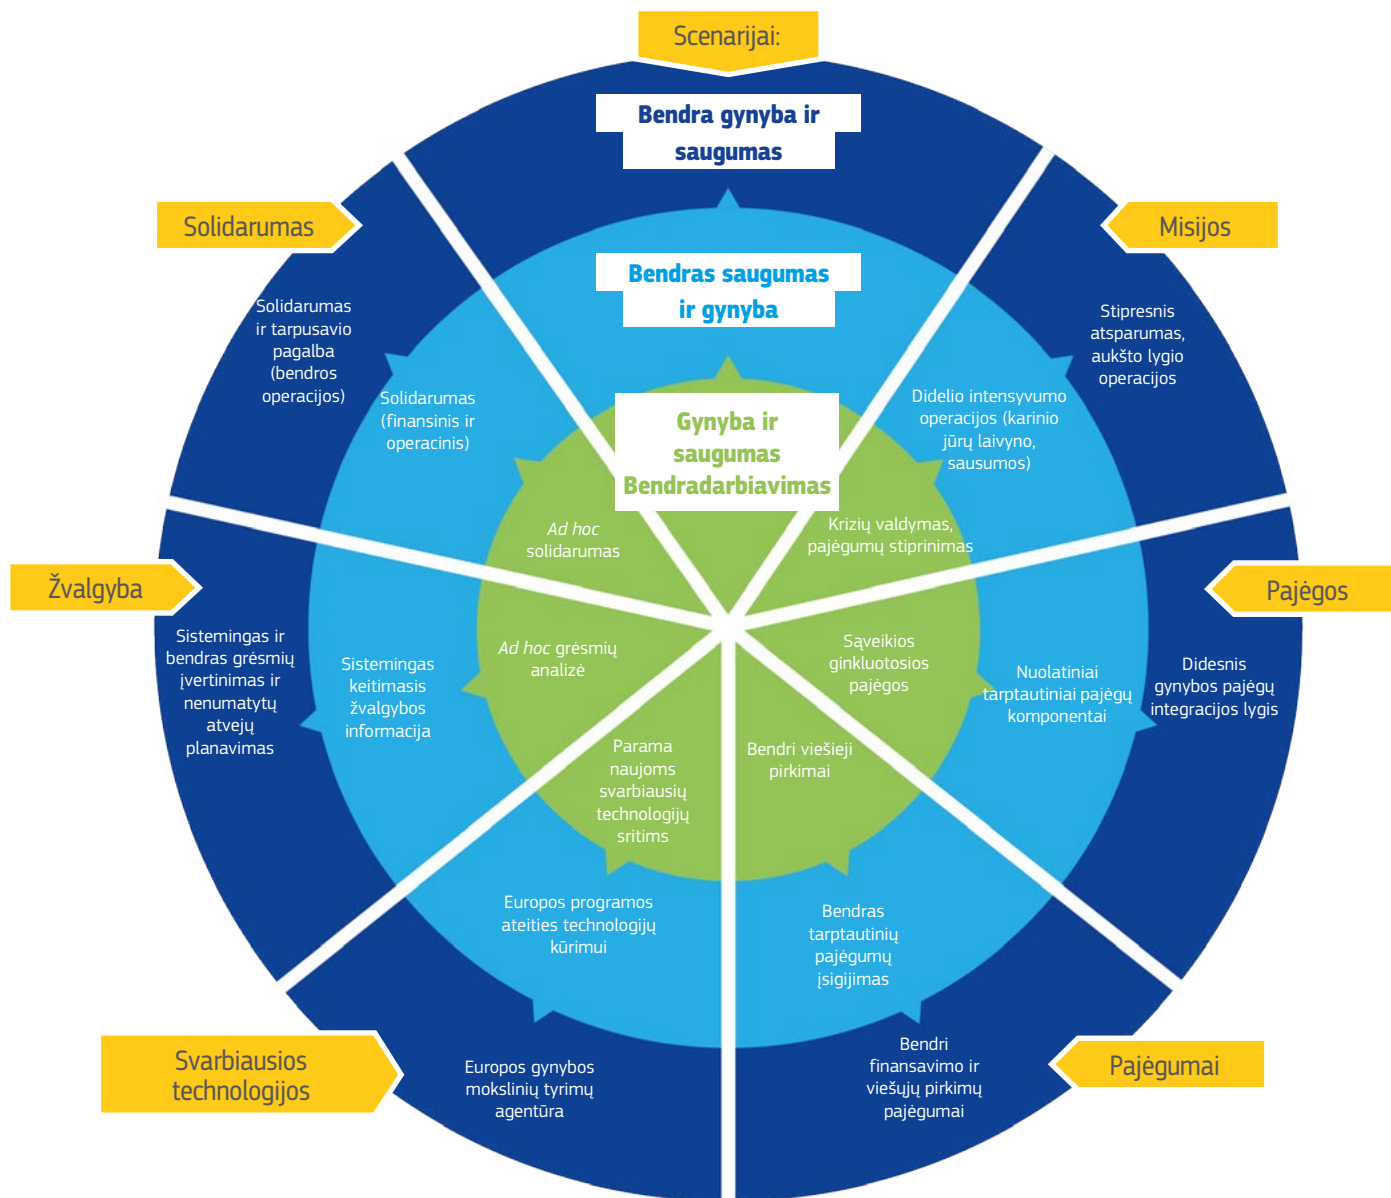 Scenarijai:
Bendra gynyba ir
saugumas
Bendras saugumas
ir gynyba
Gynyba ir
saugumas
Bendradarbiavimas
Misijos
Stipresnis
atsparumas,
aukšto lygio
operacijos
Didelio intensyvumo
operacijos (karinio
jūrų laivyno,
sausumos)
Krizių valdymas,
pajėgumų stiprinimas
Pajėgos
Didesnis
gynybos pajėgų
integracijos lygis
Nuolatiniai
tarptautiniai pajėgų
komponentai
Sąveikios
ginkluotosios
pajėgos
Pajėgumai
Bendri
finansavimo ir
viešųjų pirkimų
pajėgumai
Bendras
tarptautinių
pajėgumų
įsigijimas
Bendri viešieji
pirkimai
Svarbiausios
technologijos
Europos gynybos
mokslinių tyrimų
agentūra
Europos programos
ateities technologijų
kūrimui
Parama
naujoms
svarbiausių
technologijų
sritims
Žvalgyba
Sistemingas ir
bendras grėsmių
įvertinimas ir
nenumatytų
atvejų
planavimas
Sistemingas
keitimasis
žvalgybos
informacija
Ad hoc grėsmių
analizė
Solidarumas
Solidarumas
ir tarpusavio
pagalba
(bendros
operacijos)
Solidarumas
(finansinis ir
operacinis)
Ad hoc
solidarumas